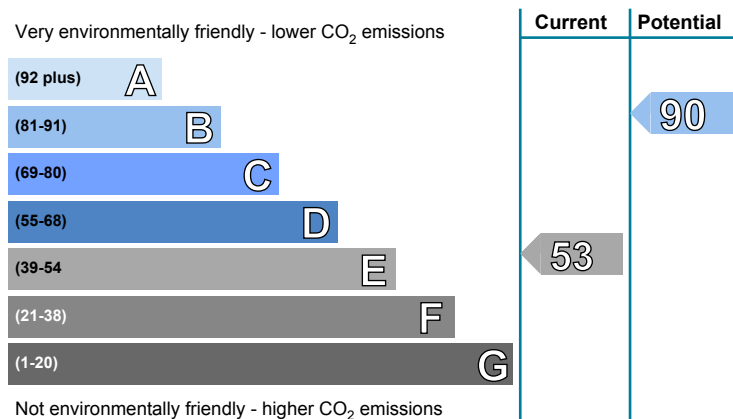 Current Potential
Very environmentally friendly - lower CO₂ emissions
(92 plus) A
(81-91) B
90
(69-80) C
(55-68) D
(39-54 E
53
(21-38) F
(1-20) G
Not environmentally friendly - higher CO₂ emissions